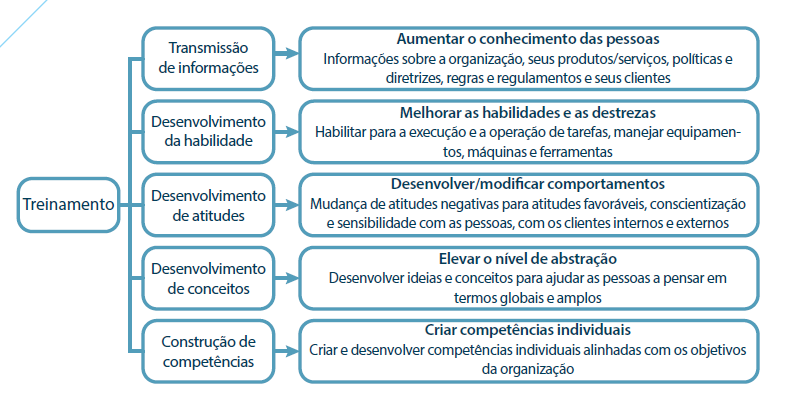 Transmissão
de informações
Aumentar o conhecimento das pessoas
Informações sobre a organização, seus produtos/serviços, políticas e
diretrizes, regras e regulamentos e seus clientes
Desenvolvimento
da habilidade
Melhorar as habilidades e as destrezas
Habilitar para a execução e a operação de tarefas, manejar equipamen-
tos, máquinas e ferramentas
Treinamento
Desenvolvimento
de atitudes
Desenvolver/modificar comportamentos
Mudança de atitudes negativas para atitudes favoráveis, conscientização
e sensibilidade com as pessoas, com os clientes internos e externos
Desenvolvimento
de conceitos
Elevar o nível de abstração
Desenvolver ideias e conceitos para ajudar as pessoas a pensar em
termos globais e amplos
Construção de
competências
Criar competências individuais
Criar e desenvolver competências individuais alinhadas com os objetivos
da organização